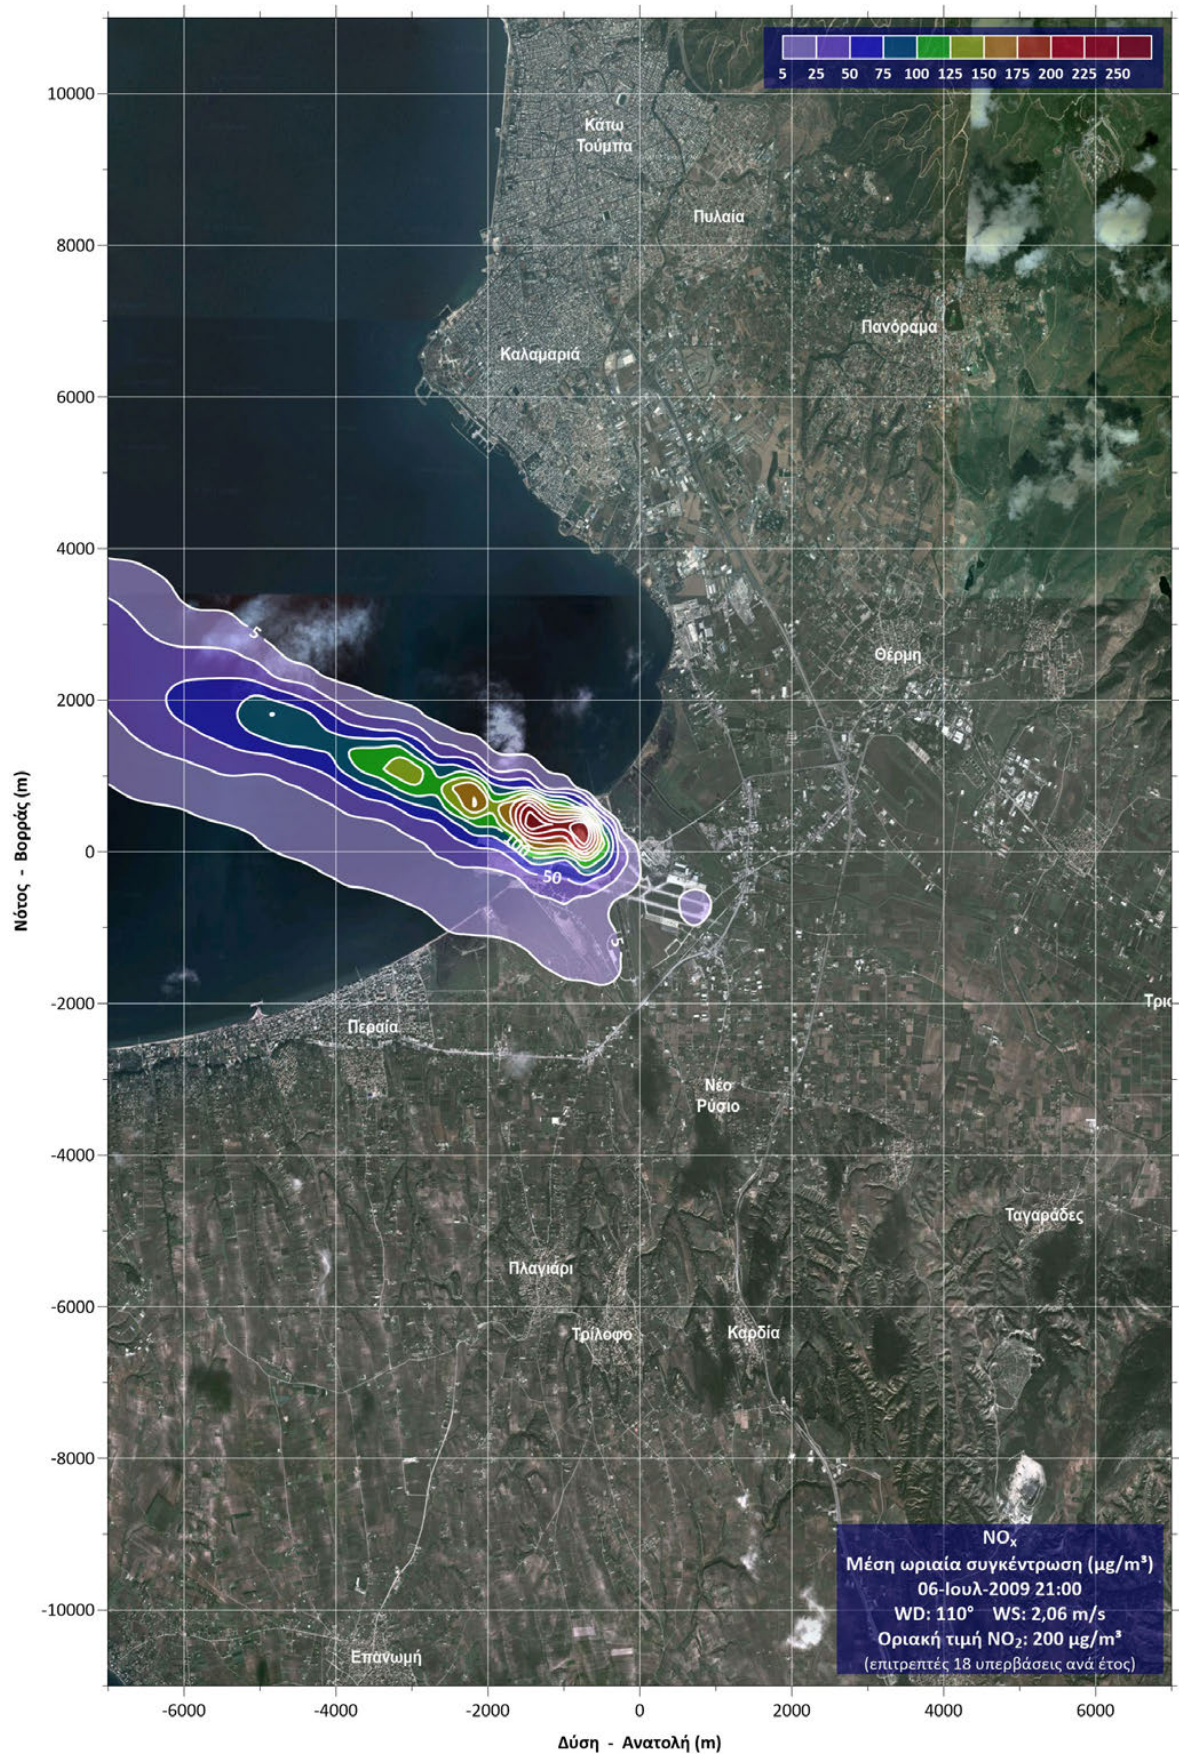 5 25 50 75 100 125 150 175 200 225 250
10000
Κάτω
Τούμπα
Πυλαία
8000
Πανόραμα
Καλαμαριά
6000
4000
5
Θέρμη
2000
0
100
50
5
Νότος - Βορράς (m)
-2000
Περαία
Νέο
Ρύσιο
-4000
Ταγαράδες
Πλαγιάρι
-6000
Τρίλοφο
Καρδία
-8000
NOx
Μέση ωριαία συγκέντρωση (μg/m³)
06-Ιουλ-2009 21:00
WD: 110° WS: 2,06 m/s
Οριακή τιμή NO₂: 200 μg/m³
(επιτρεπτές 18 υπερβάσεις ανά έτος)
-10000
Επανωμή
-6000 -4000 -2000 0 2000 4000 6000
Δύση - Ανατολή (m)